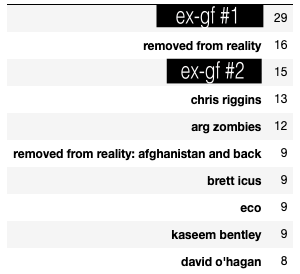 ex-gf #1 29
removed from reality 16
ex-gf #2 15
chris riggins 13
arg zombies 12
removed from reality: afghanistan and back 9
brett icus 9
eco 9
kaseem bentley 9
david o'hagan 8